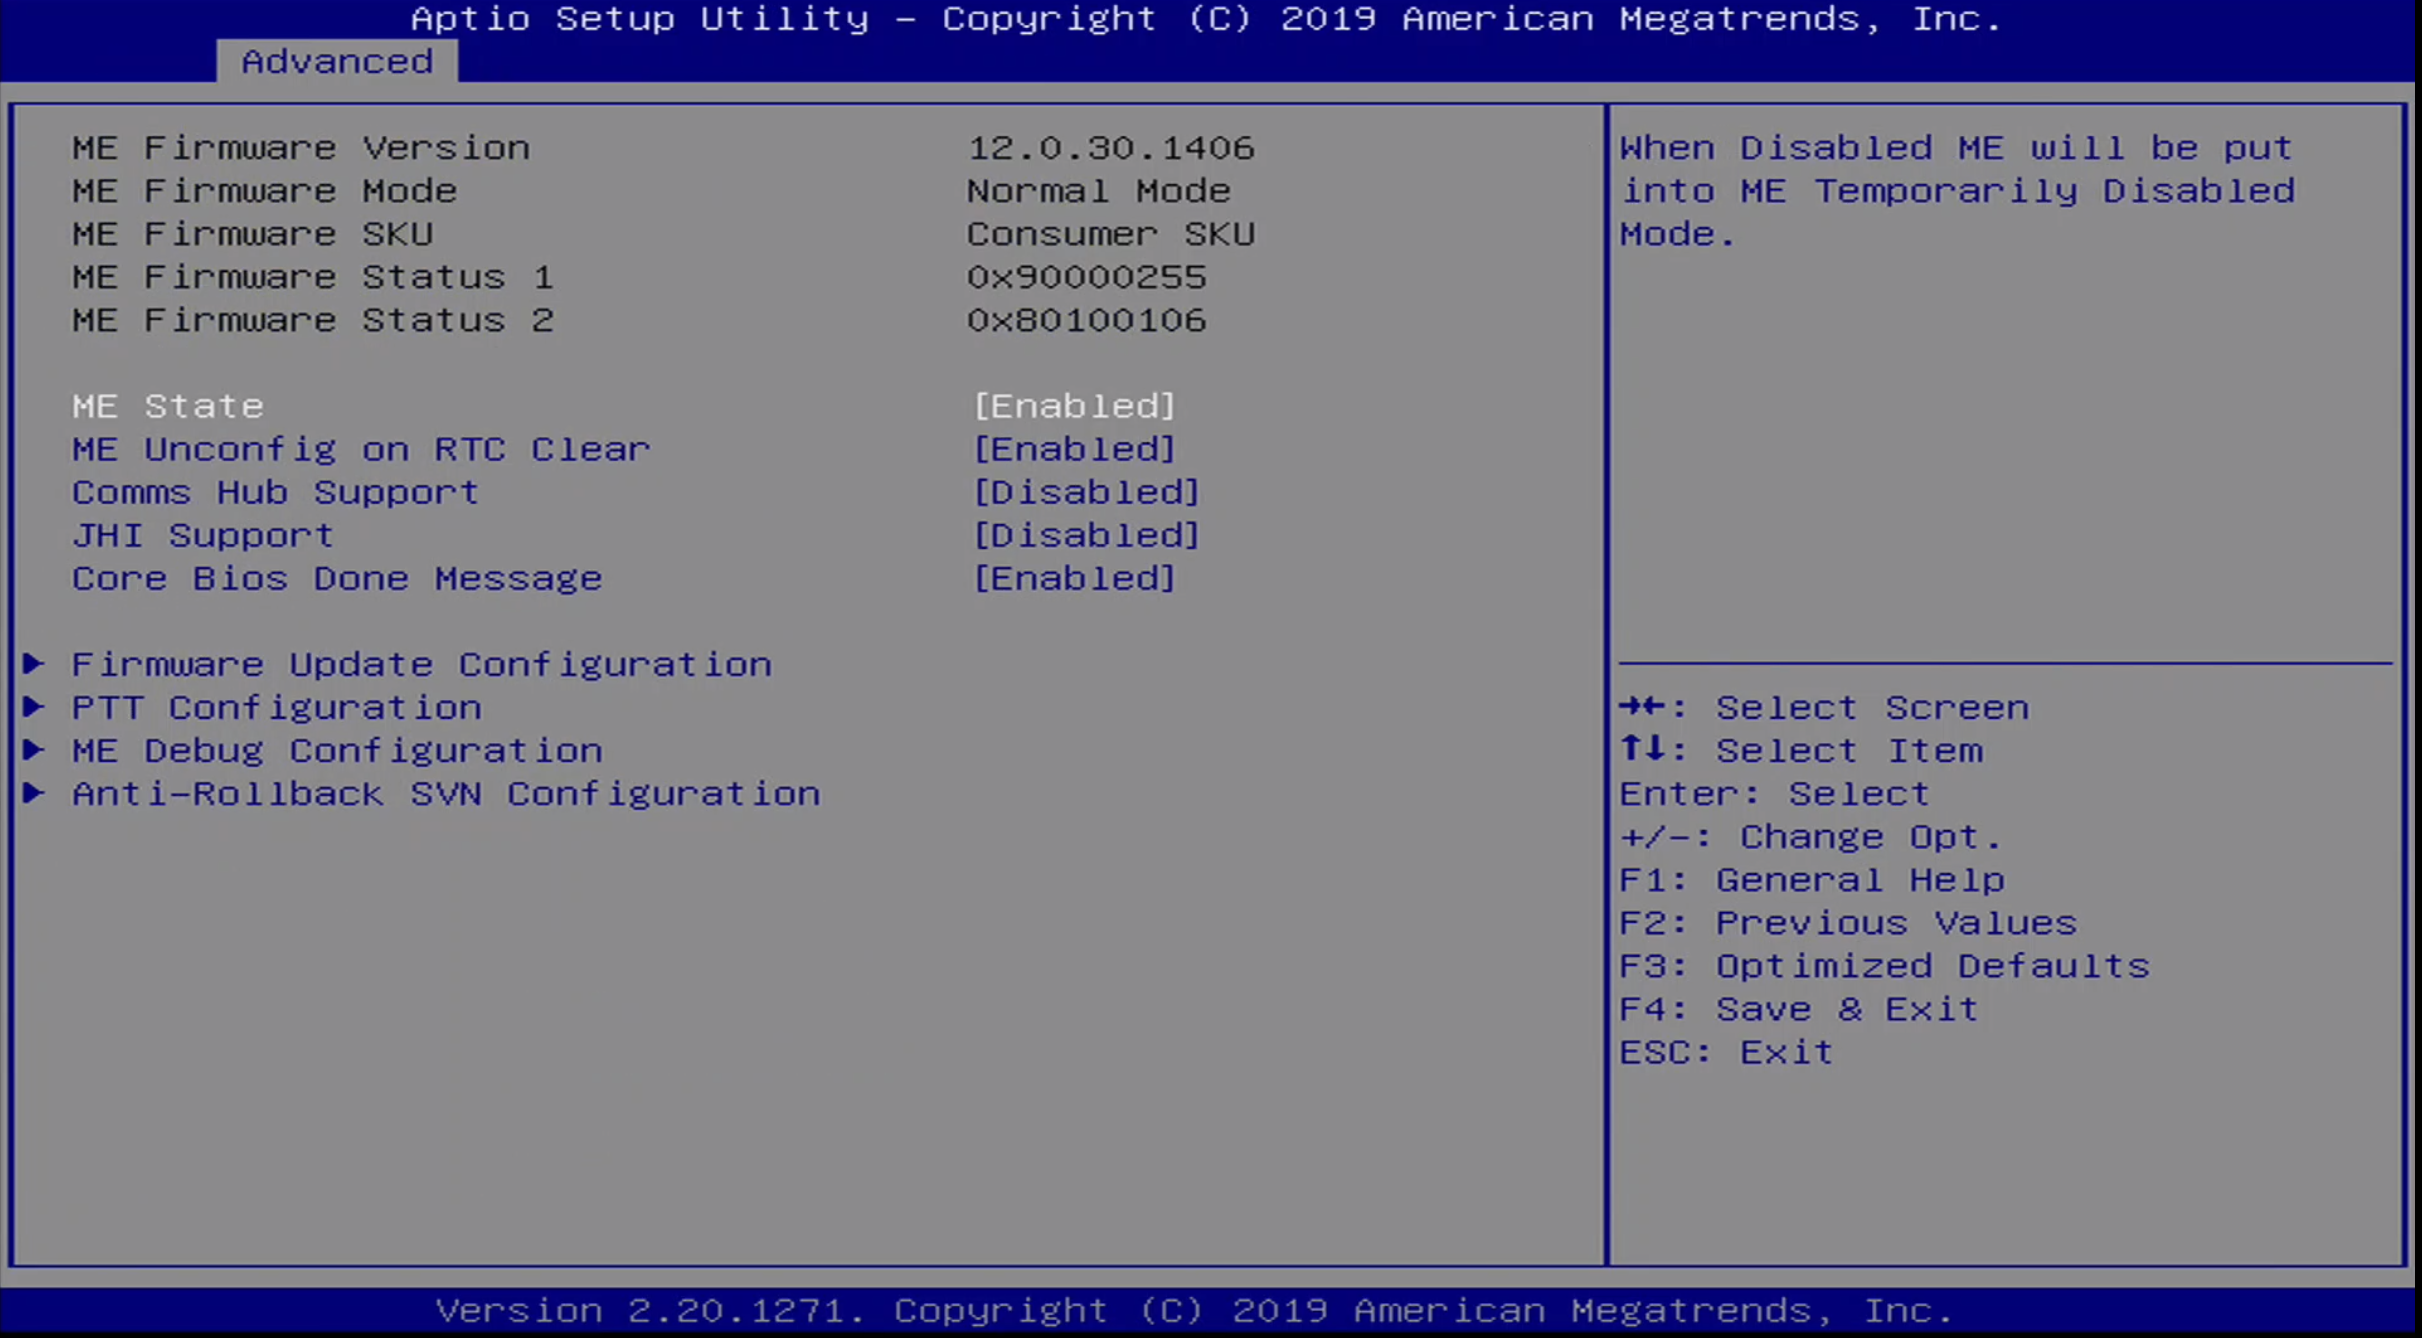 Aptio Setup Utility – Copyright (C) 2019 American Megatrends, Inc.
Advanced
ME Firmware Version 12.0.30.1406
ME Firmware Mode Normal Mode
ME Firmware SKU Consumer SKU
ME Firmware Status 1 0x90000255
ME Firmware Status 2 0x80100106
ME State [Enabled]
ME Unconfig on RTC Clear [Enabled]
Comms Hub Support [Disabled]
JHI Support [Disabled]
Core Bios Done Message [Enabled]
► Firmware Update Configuration
► PTT Configuration
► ME Debug Configuration
► Anti-Rollback SVN Configuration
When Disabled ME will be put
into ME Temporarily Disabled
Mode.
→←: Select Screen
↑↓: Select Item
Enter: Select
+/-: Change Opt.
F1: General Help
F2: Previous Values
F3: Optimized Defaults
F4: Save & Exit
ESC: Exit
Version 2.20.1271. Copyright (C) 2019 American Megatrends, Inc.